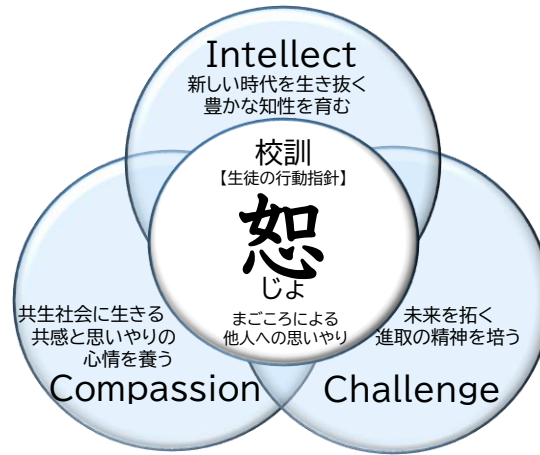 Intellect
新しい時代を生き抜く
豊かな知性を育む
校訓
【生徒の行動指針】
恕
じょ
まごころによる
他人への思いやり
共生社会に生きる
共感と思いやりの
心情を養う
Compassion
未来を拓く
進取の精神を培う
Challenge